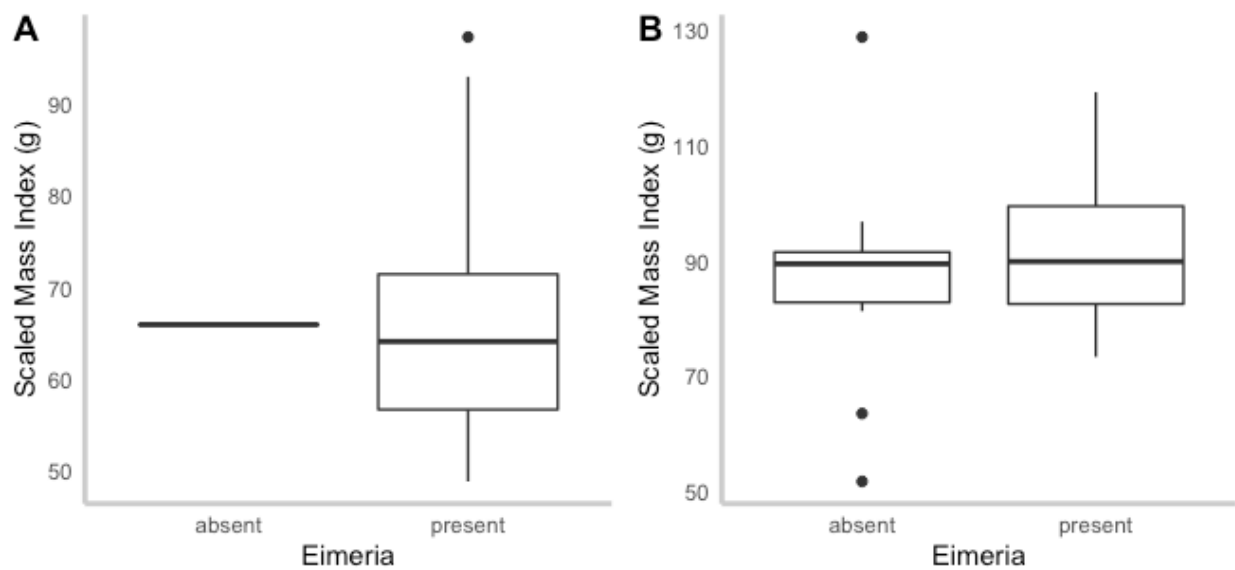 A
Scaled Mass Index (g)
90
80
70
60
50
absent present
Eimeria
B
Scaled Mass Index (g)
130
110
90
70
50
absent present
Eimeria